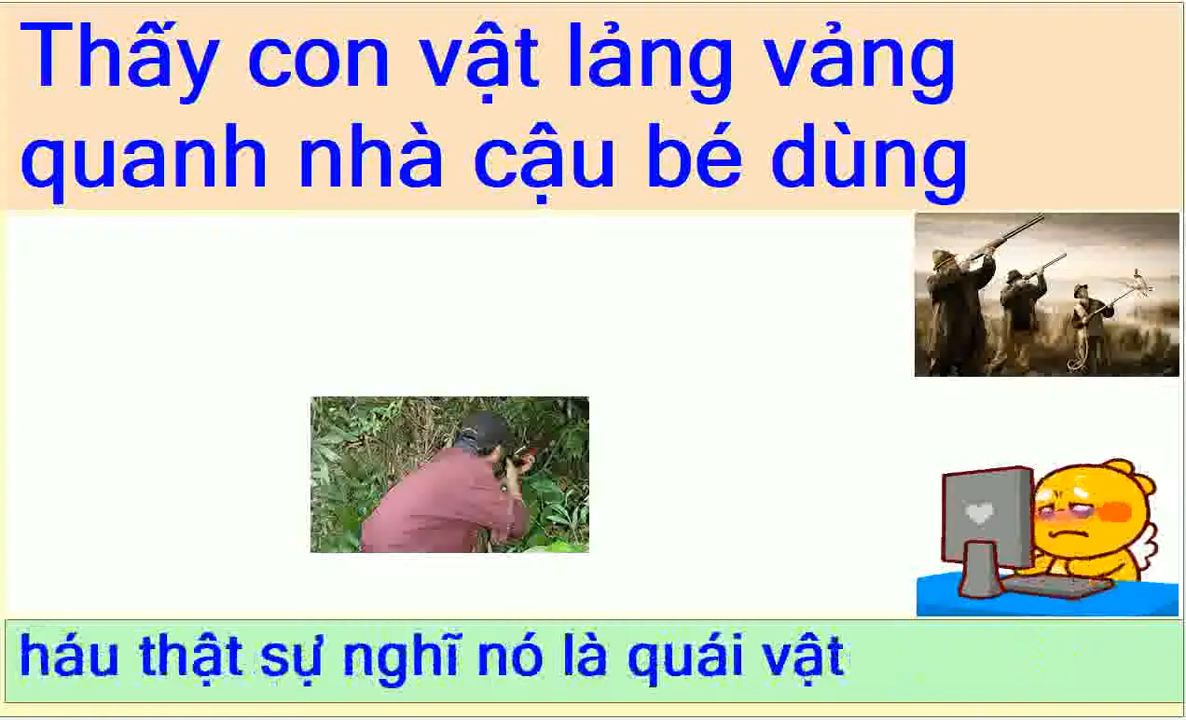 Thấy con vật lảng vảng
quanh nhà cậu bé dùng
háu thật sự nghĩ nó là quái vật